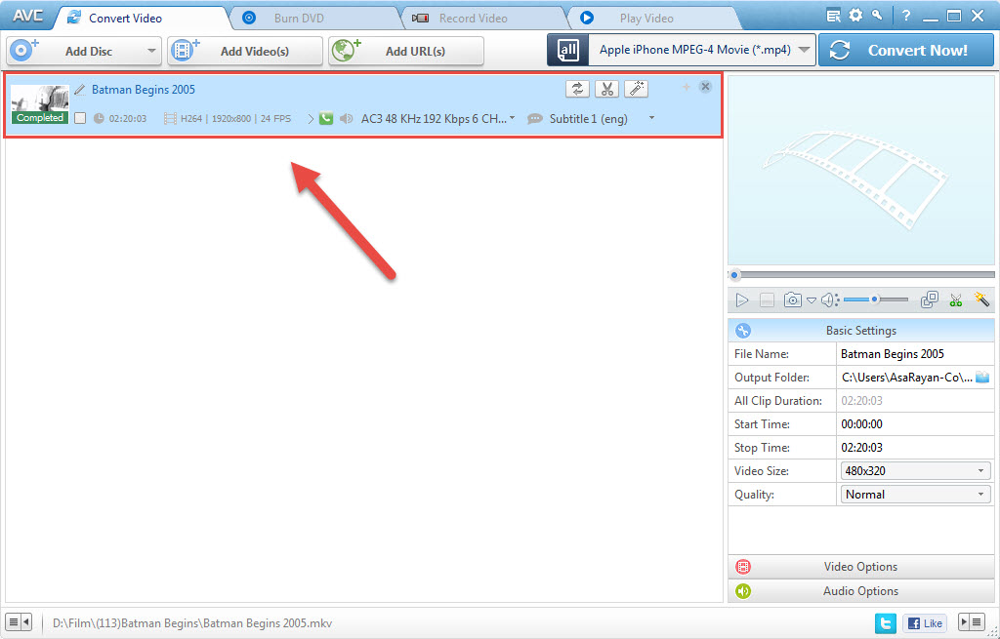 AVC
Convert Video
Burn DVD
Record Video
Play Video
?
Add Disc
Add Video(s)
Add URL(s)
all
Apple iPhone MPEG-4 Movie (*.mp4)
Convert Now!
Batman Begins 2005
Completed
02:20:03
H264 | 1920x800 | 24 FPS
AC3 48 KHz 192 Kbps 6 CH...
Subtitle 1 (eng)
Basic Settings
File Name: Batman Begins 2005
Output Folder: C:\Users\AsaRayan-Co\...
All Clip Duration: 02:20:03
Start Time: 00:00:00
Stop Time: 02:20:03
Video Size: 480x320
Quality: Normal
Video Options
Audio Options
D:\Film\(113)Batman Begins\Batman Begins 2005.mkv
Like